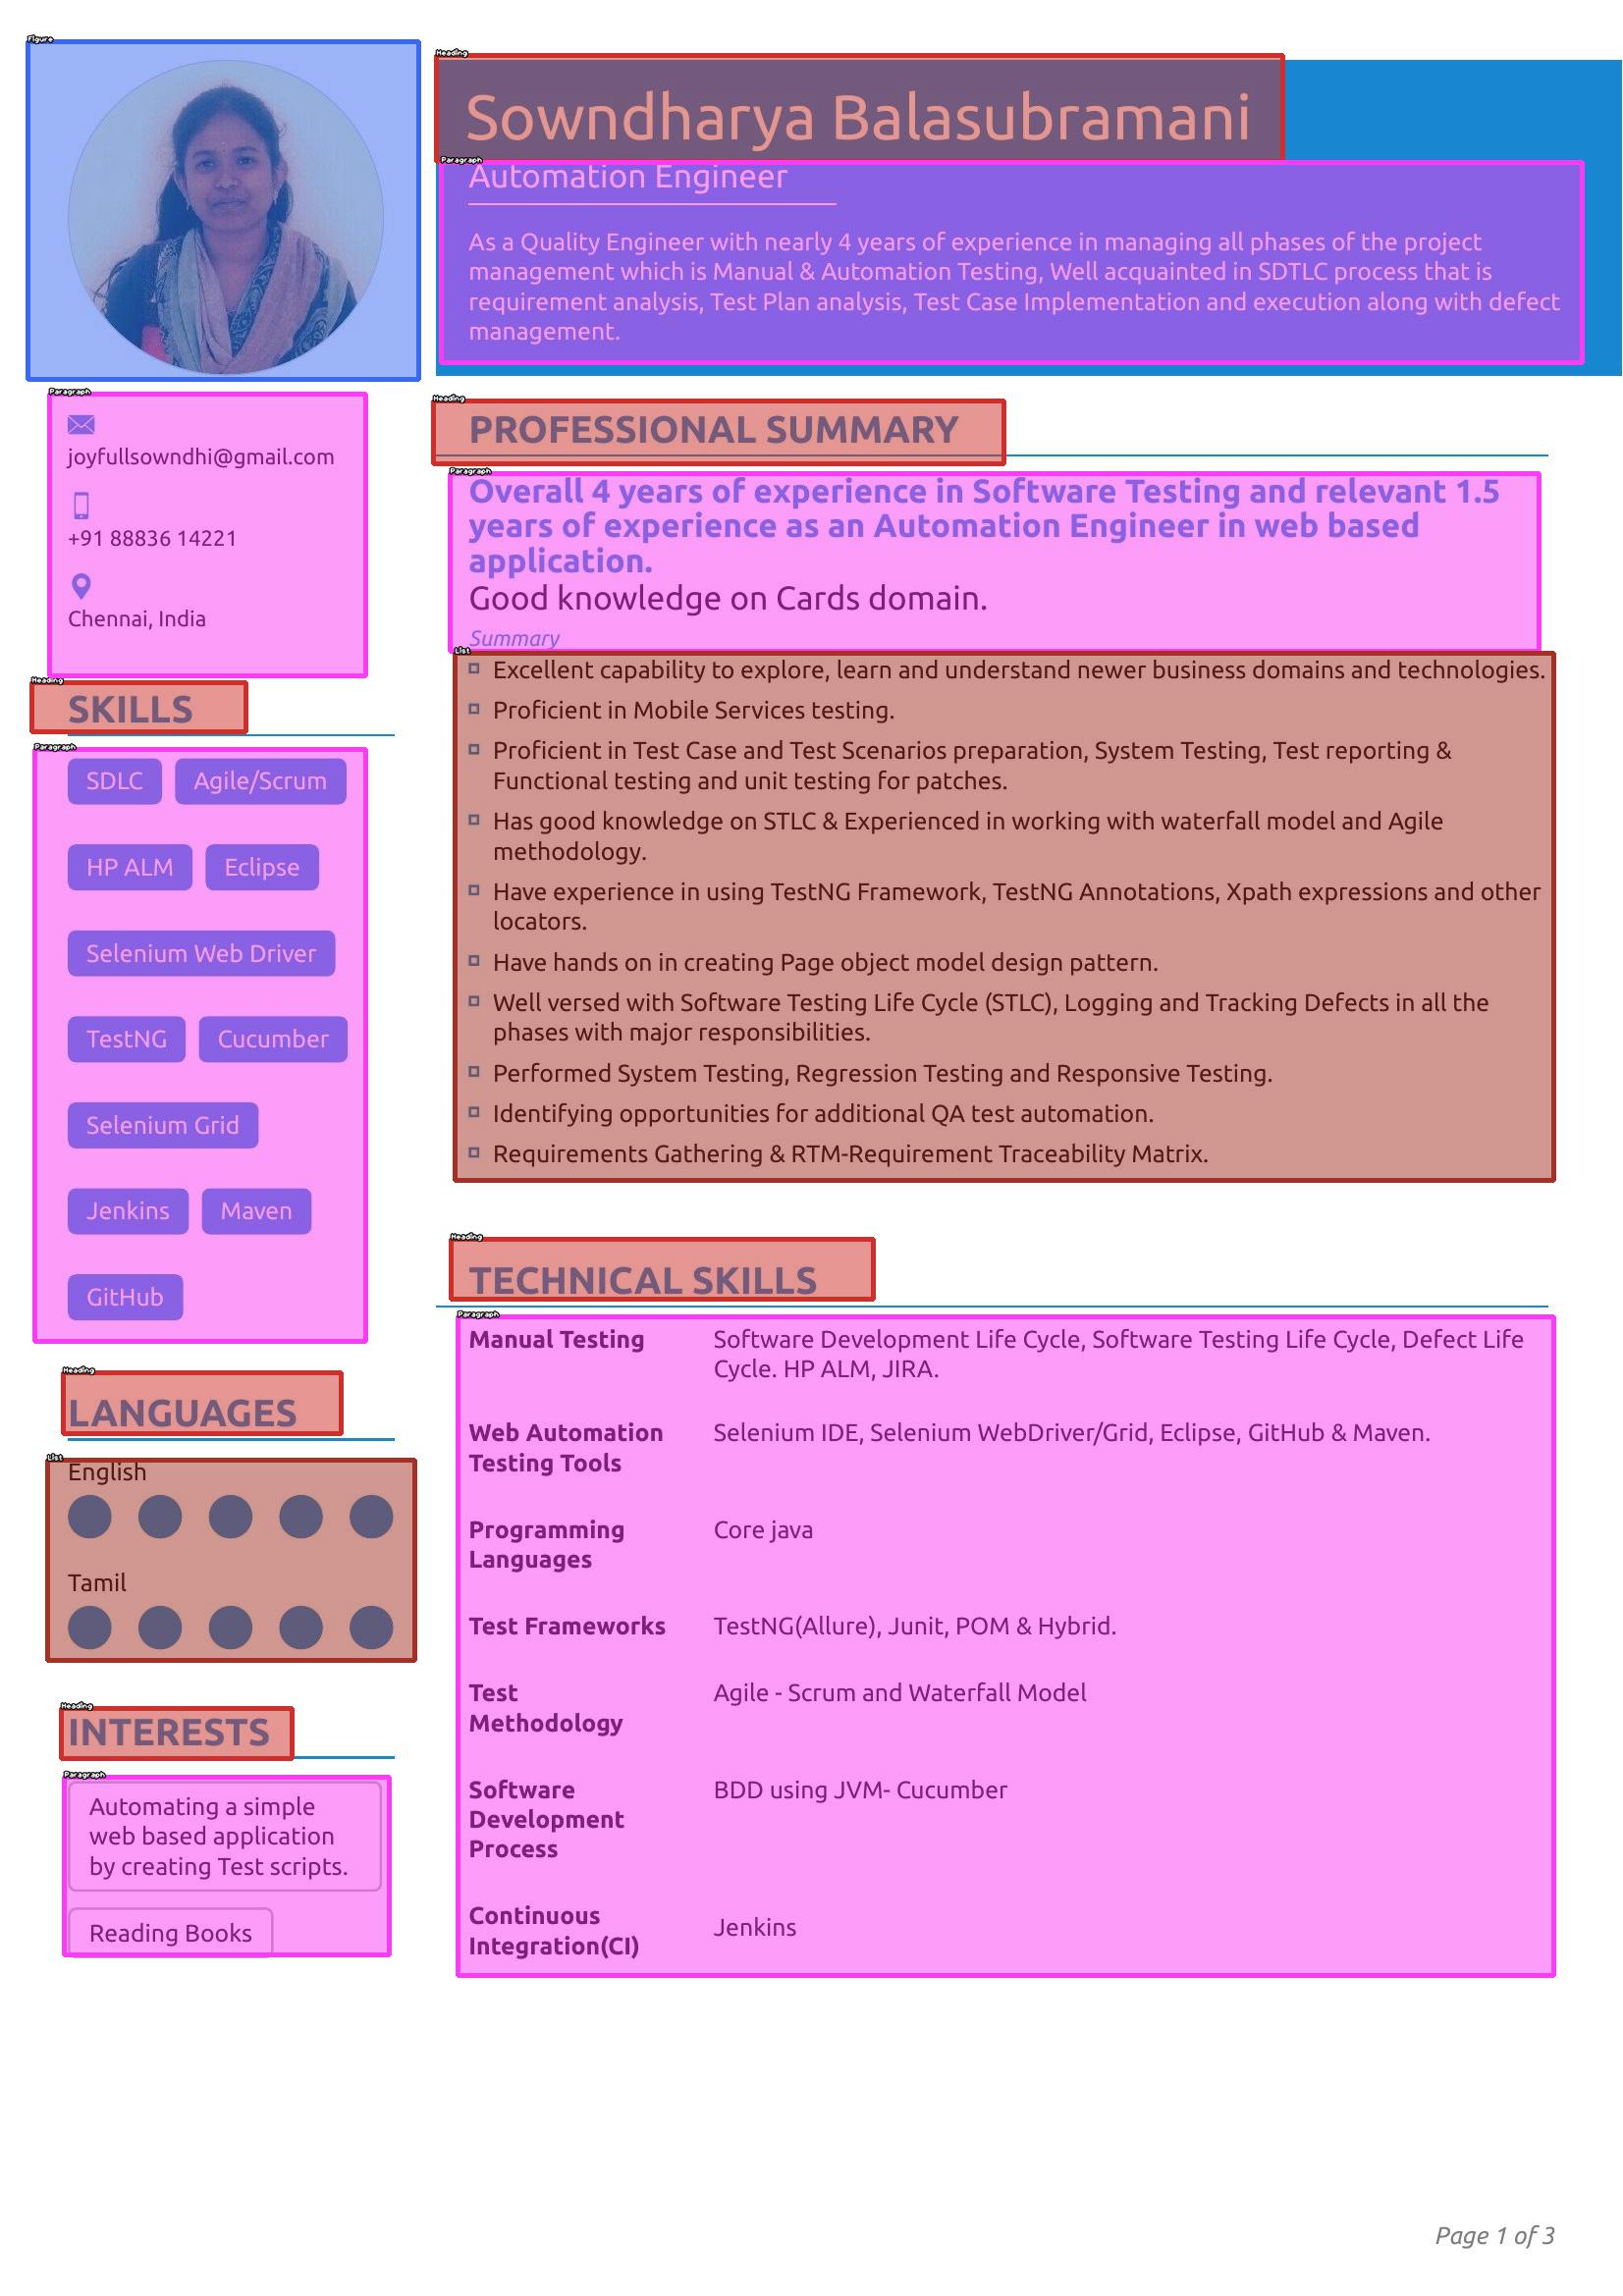 Figure
Heading
Sowndharya Balasubramani
Paragraph
Automation Engineer
As a Quality Engineer with nearly 4 years of experience in managing all phases of the project
management which is Manual & Automation Testing, Well acquainted in SDTLC process that is
requirement analysis, Test Plan analysis, Test Case Implementation and execution along with defect
management.
Paragraph
joyfullsowndhi@gmail.com
+91 88836 14221
Chennai, India
Heading
SKILLS
Paragraph
SDLC Agile/Scrum
HP ALM Eclipse
Selenium Web Driver
TestNG Cucumber
Selenium Grid
Jenkins Maven
GitHub
Heading
LANGUAGES
List
English
Tamil
Heading
INTERESTS
Paragraph
Automating a simple
web based application
by creating Test scripts.
Reading Books
Heading
PROFESSIONAL SUMMARY
Paragraph
Overall 4 years of experience in Software Testing and relevant 1.5
years of experience as an Automation Engineer in web based
application.
Good knowledge on Cards domain.
Summary
List
Excellent capability to explore, learn and understand newer business domains and technologies.
Proficient in Mobile Services testing.
Proficient in Test Case and Test Scenarios preparation, System Testing, Test reporting &
Functional testing and unit testing for patches.
Has good knowledge on STLC & Experienced in working with waterfall model and Agile
methodology.
Have experience in using TestNG Framework, TestNG Annotations, Xpath expressions and other
locators.
Have hands on in creating Page object model design pattern.
Well versed with Software Testing Life Cycle (STLC), Logging and Tracking Defects in all the
phases with major responsibilities.
Performed System Testing, Regression Testing and Responsive Testing.
Identifying opportunities for additional QA test automation.
Requirements Gathering & RTM-Requirement Traceability Matrix.
Heading
TECHNICAL SKILLS
Paragraph
Manual Testing Software Development Life Cycle, Software Testing Life Cycle, Defect Life
Cycle. HP ALM, JIRA.
Web Automation Selenium IDE, Selenium WebDriver/Grid, Eclipse, GitHub & Maven.
Testing Tools
Programming Core java
Languages
Test Frameworks TestNG(Allure), Junit, POM & Hybrid.
Test Agile - Scrum and Waterfall Model
Methodology
Software BDD using JVM- Cucumber
Development
Process
Continuous Jenkins
Integration(CI)
Page 1 of 3